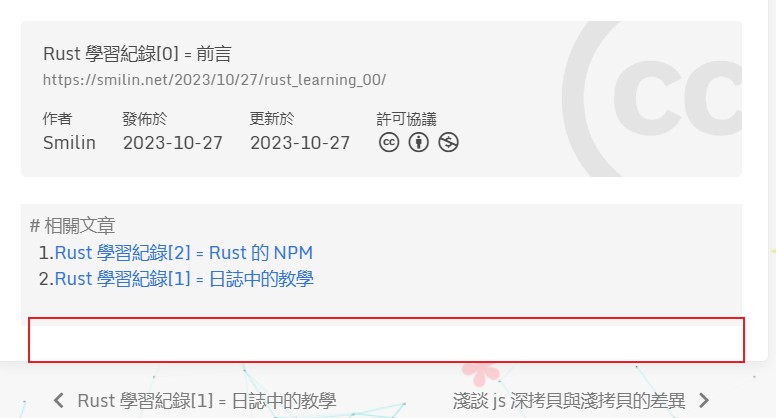 Rust 學習紀錄[0] = 前言
https://smilin.net/2023/10/27/rust_learning_00/
作者 發佈於 更新於 許可協議
Smilin 2023-10-27 2023-10-27 cc
cc
# 相關文章
1.Rust 學習紀錄[2] = Rust 的 NPM
2.Rust 學習紀錄[1] = 日誌中的教學
Rust 學習紀錄[1] = 日誌中的教學 淺談 js 深拷貝與淺拷貝的差異